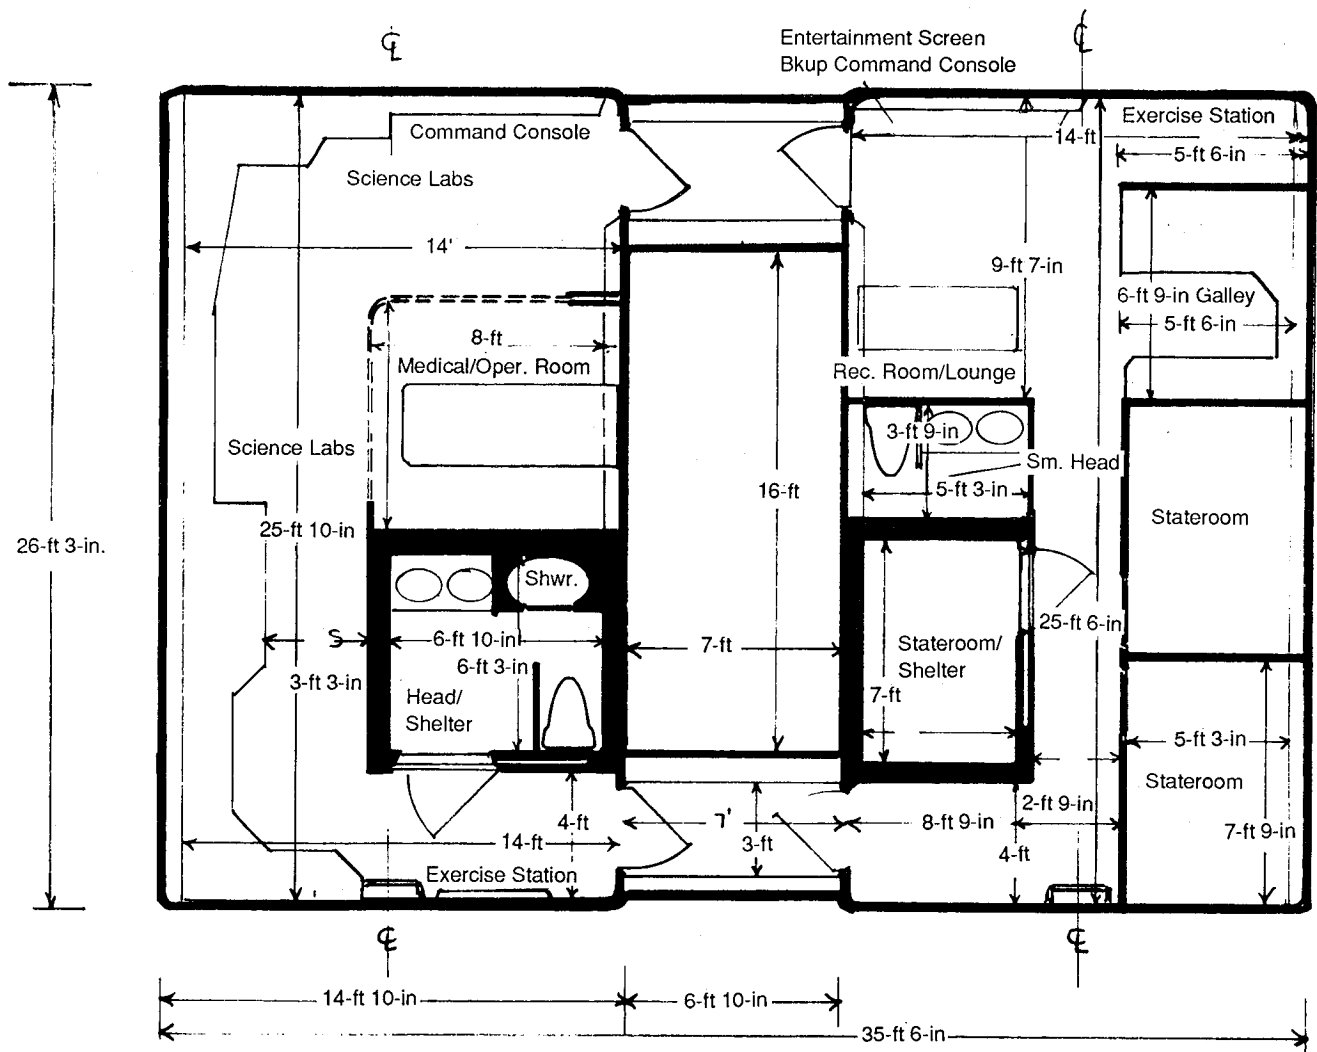 Entertainment Screen
Bkup Command Console
Command Console
Exercise Station
14-ft
5-ft 6-in
Science Labs
14'
9-ft 7-in
6-ft 9-in Galley
5-ft 6-in
8-ft
Medical/Oper. Room
Rec. Room/Lounge
3-ft 9-in
Science Labs
Sm. Head
16-ft
5-ft 3-in
25-ft 10-in
Stateroom
26-ft 3-in.
Shwr.
25-ft 6-in
S
6-ft 10-in
7-ft
Stateroom/
Shelter
6-ft 3-in
3-ft 3-in
7-ft
Head/
Shelter
5-ft 3-in
Stateroom
2-ft 9-in
4-ft
7'
8-ft 9-in
7-ft 9-in
14-ft
3-ft
4-ft
Exercise Station
14-ft 10-in
6-ft 10-in
35-ft 6-in